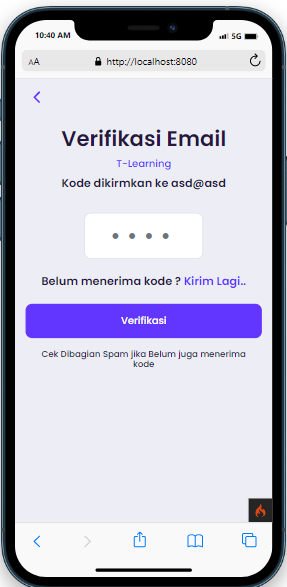 10:40 AM
5G
AA
http://localhost:8080
Verifikasi Email
T-Learning
Kode dikirmkan ke asd@asd
Belum menerima kode ? Kirim Lagi..
Verifikasi
Cek Dibagian Spam jika Belum juga menerima
kode